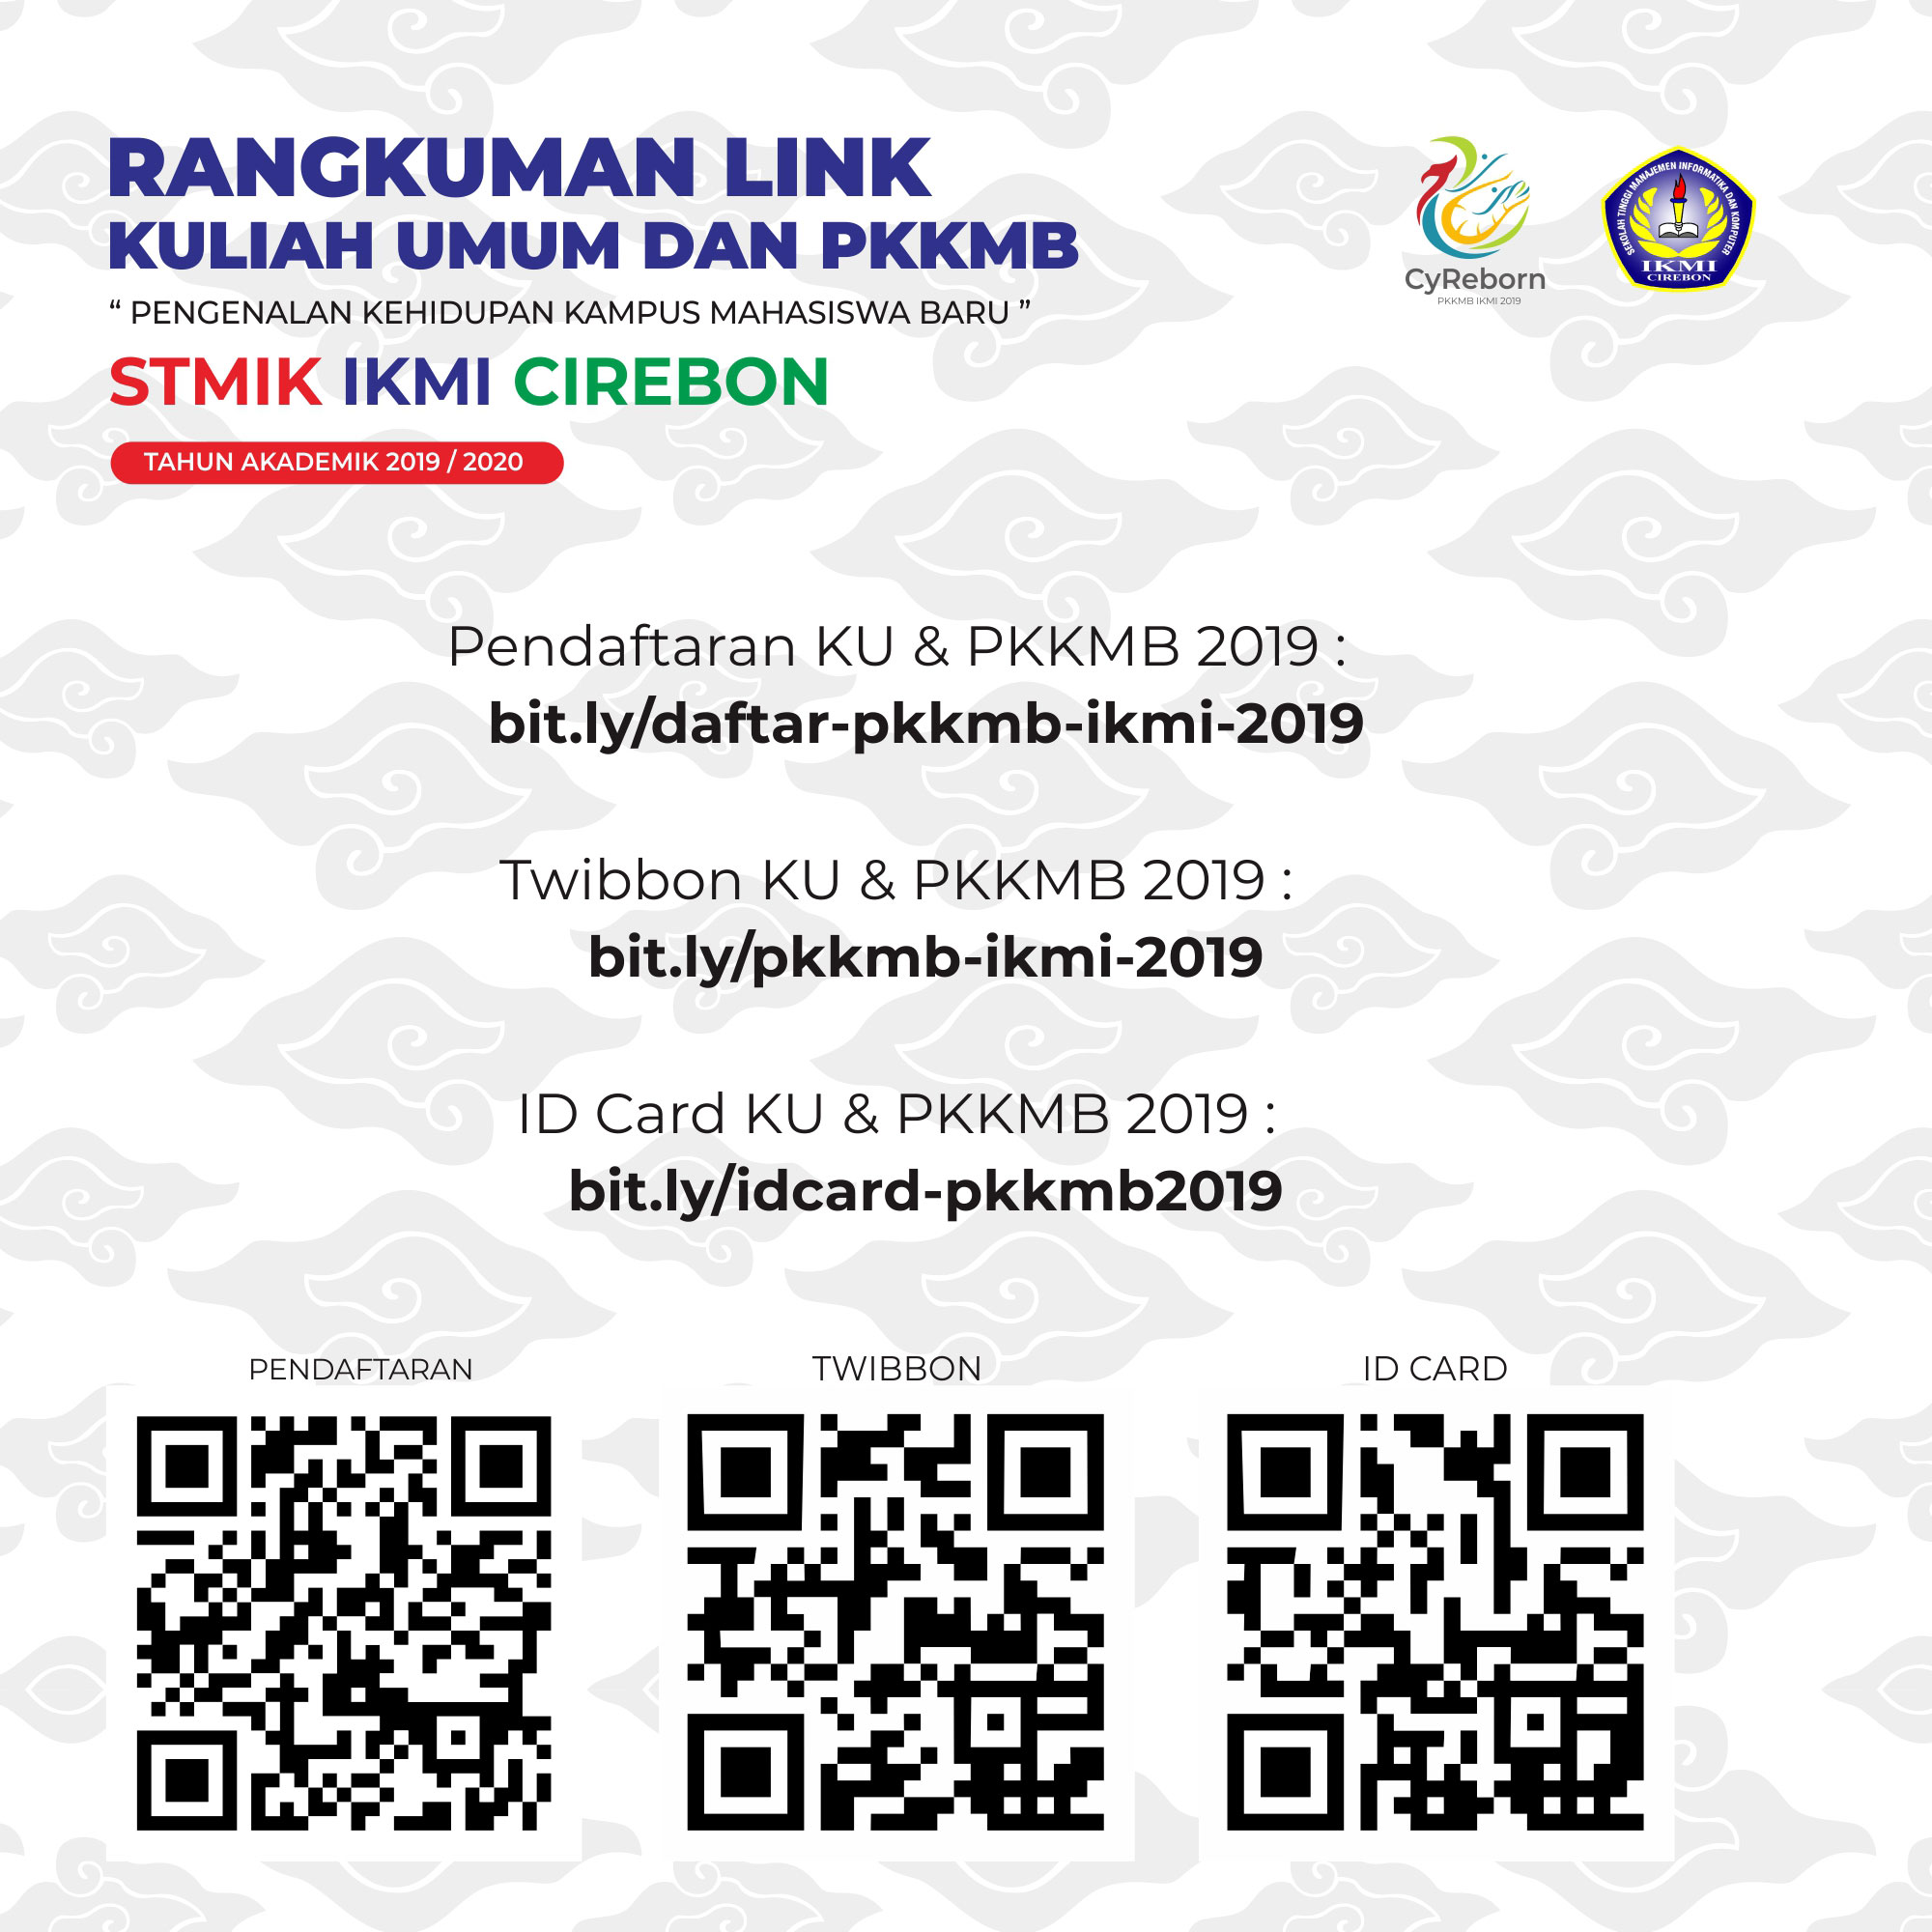 RANGKUMAN LINK
KULIAH UMUM DAN PKKMB
“ PENGENALAN KEHIDUPAN KAMPUS MAHASISWA BARU ”
STMIK IKMI CIREBON
TAHUN AKADEMIK 2019 / 2020
CyReborn
PKKMB IKMI 2019
SEKOLAH TINGGI MANAJEMEN INFORMATIKA DAN KOMPUTER
IKMI
CIREBON
Pendaftaran KU & PKKMB 2019 :
bit.ly/daftar-pkkmb-ikmi-2019
Twibbon KU & PKKMB 2019 :
bit.ly/pkkmb-ikmi-2019
ID Card KU & PKKMB 2019 :
bit.ly/idcard-pkkmb2019
PENDAFTARAN
TWIBBON
ID CARD